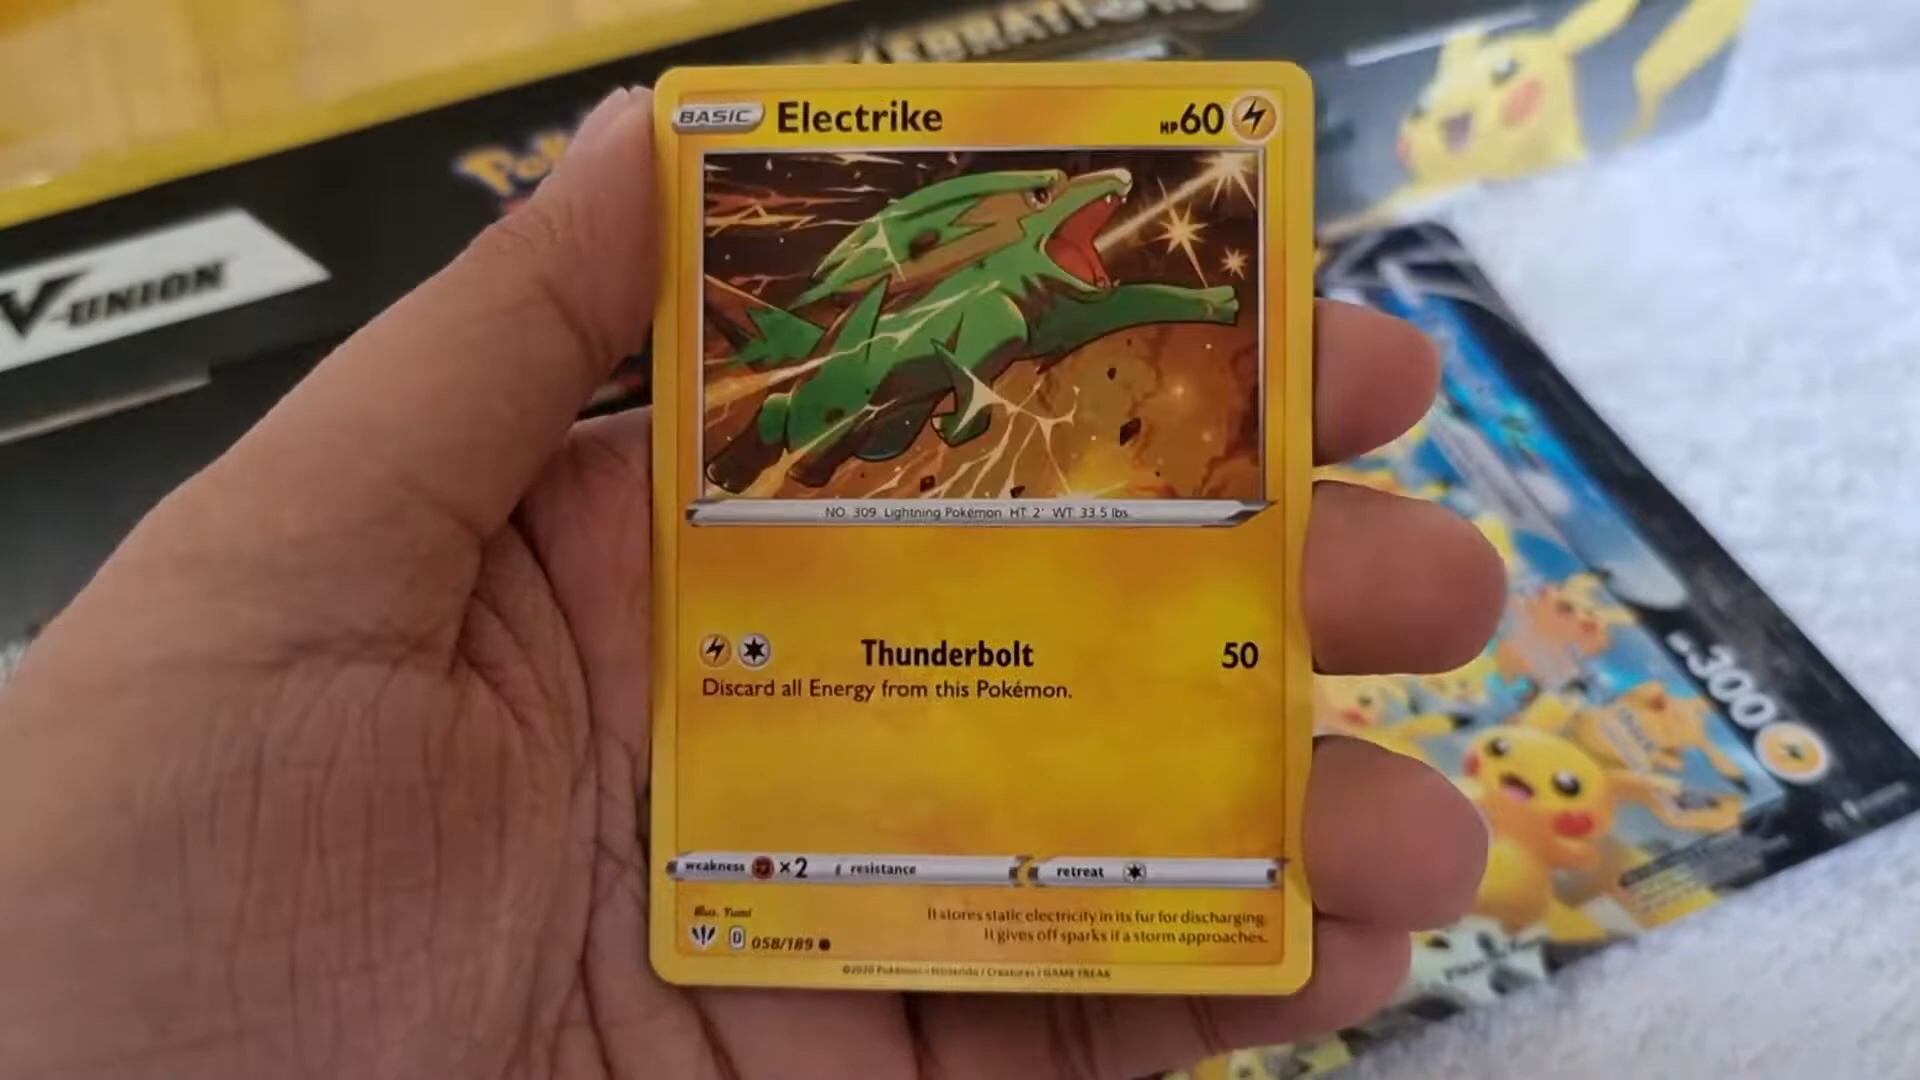 CELEBRATIONS
Pok
V-UNION
BASIC Electrike HP60
NO. 309 Lightning Pokémon HT: 2' WT: 33.5 lbs.
Thunderbolt 50
Discard all Energy from this Pokémon.
weakness ×2 resistance retreat
Illus. Yumi
D 058/189
It stores static electricity in its fur for discharging.
It gives off sparks if a storm approaches.
©2020 Pokémon / Nintendo / Creatures / GAME FREAK
300